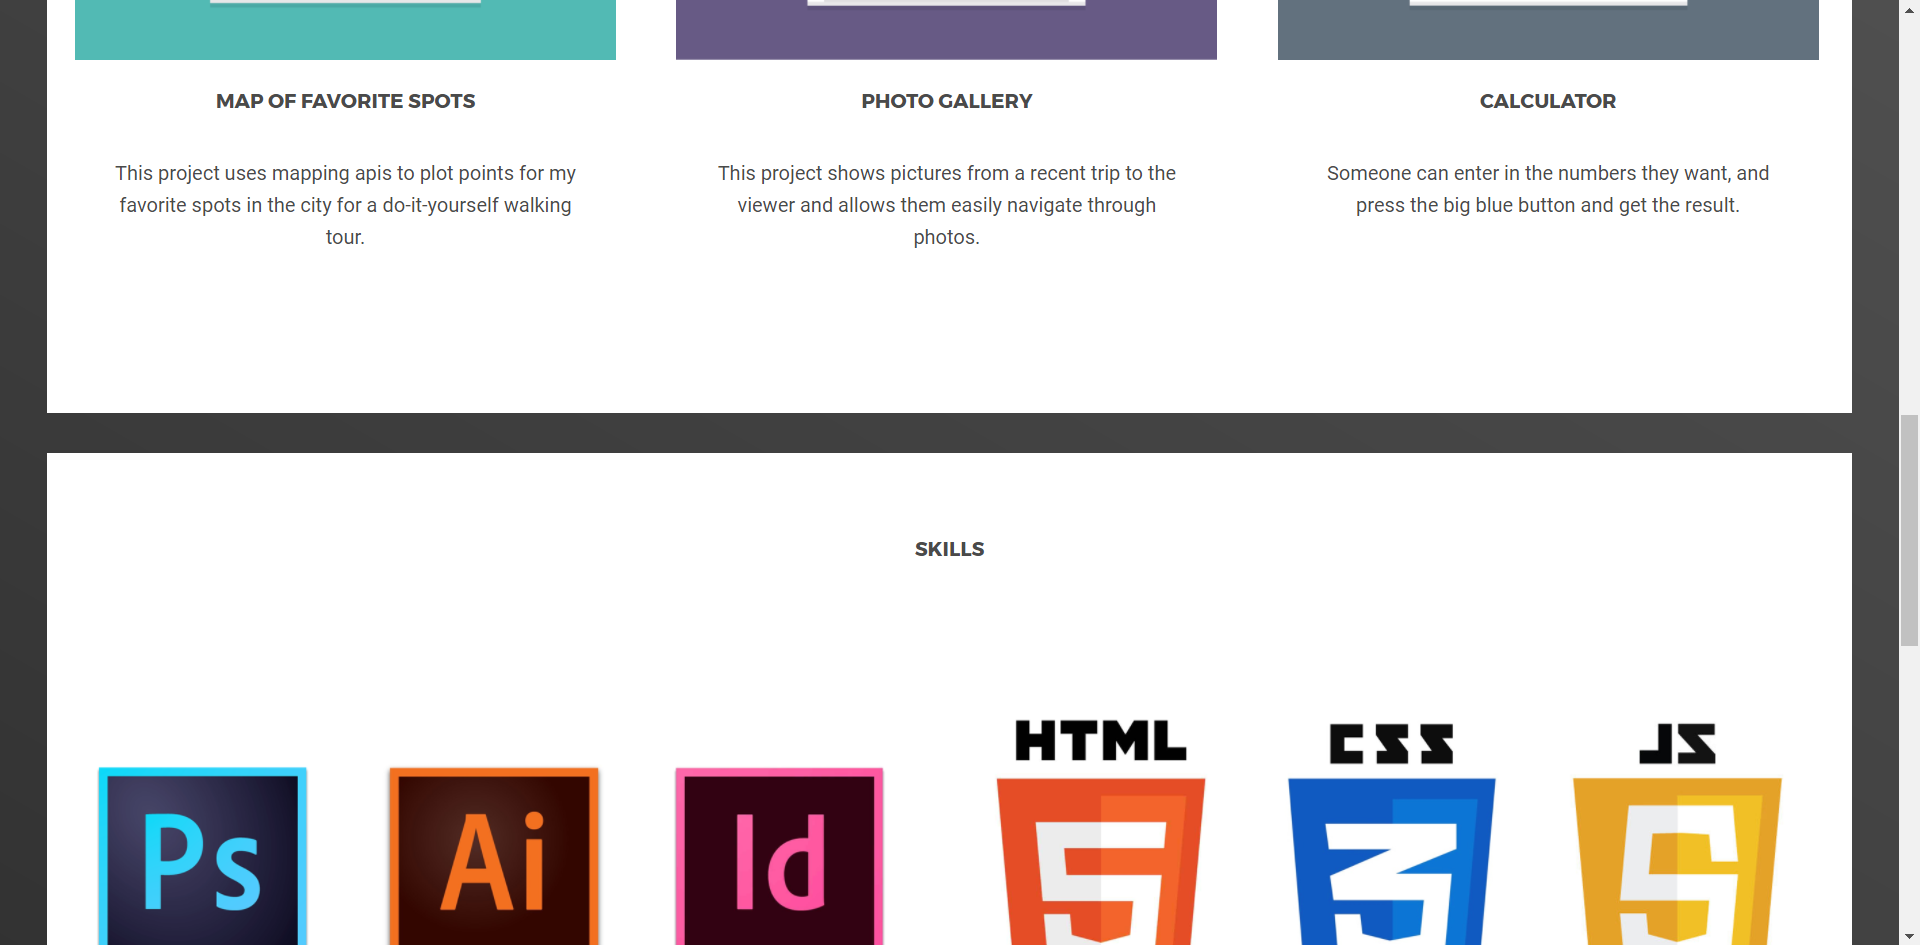 MAP OF FAVORITE SPOTS
This project uses mapping apis to plot points for my
favorite spots in the city for a do-it-yourself walking
tour.
PHOTO GALLERY
This project shows pictures from a recent trip to the
viewer and allows them easily navigate through
photos.
CALCULATOR
Someone can enter in the numbers they want, and
press the big blue button and get the result.
SKILLS
Ps
Ai
Id
HTML
5
CSS
3
JS
5